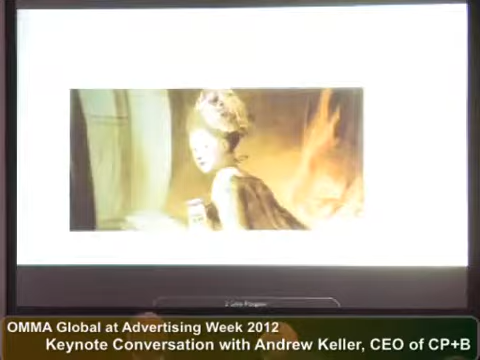 OMMA Global at Advertising Week 2012
Keynote Conversation with Andrew Keller, CEO of CP+B